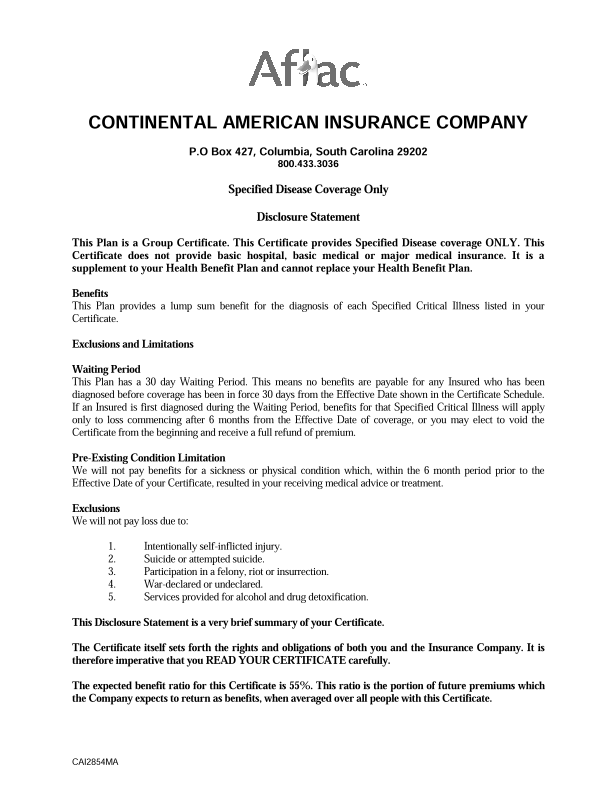 Aflac
CONTINENTAL AMERICAN INSURANCE COMPANY
P.O Box 427, Columbia, South Carolina 29202
800.433.3036
Specified Disease Coverage Only
Disclosure Statement
This Plan is a Group Certificate. This Certificate provides Specified Disease coverage ONLY. This
Certificate does not provide basic hospital, basic medical or major medical insurance. It is a
supplement to your Health Benefit Plan and cannot replace your Health Benefit Plan.
Benefits
This Plan provides a lump sum benefit for the diagnosis of each Specified Critical Illness listed in your
Certificate.
Exclusions and Limitations
Waiting Period
This Plan has a 30 day Waiting Period. This means no benefits are payable for any Insured who has been
diagnosed before coverage has been in force 30 days from the Effective Date shown in the Certificate Schedule.
If an Insured is first diagnosed during the Waiting Period, benefits for that Specified Critical Illness will apply
only to loss commencing after 6 months from the Effective Date of coverage, or you may elect to void the
Certificate from the beginning and receive a full refund of premium.
Pre-Existing Condition Limitation
We will not pay benefits for a sickness or physical condition which, within the 6 month period prior to the
Effective Date of your Certificate, resulted in your receiving medical advice or treatment.
Exclusions
We will not pay loss due to:
1. Intentionally self-inflicted injury.
2. Suicide or attempted suicide.
3. Participation in a felony, riot or insurrection.
4. War-declared or undeclared.
5. Services provided for alcohol and drug detoxification.
This Disclosure Statement is a very brief summary of your Certificate.
The Certificate itself sets forth the rights and obligations of both you and the Insurance Company. It is
therefore imperative that you READ YOUR CERTIFICATE carefully.
The expected benefit ratio for this Certificate is 55%. This ratio is the portion of future premiums which
the Company expects to return as benefits, when averaged over all people with this Certificate.
CAI2854MA